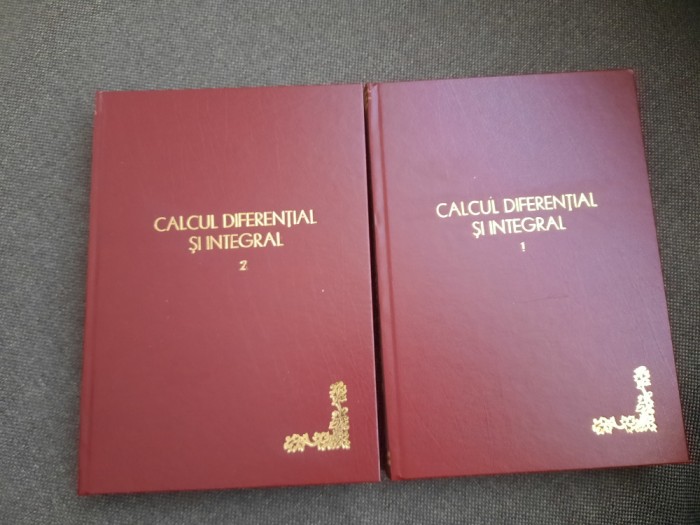 CALCUL DIFERENȚIAL
ȘI INTEGRAL
2
CALCUL DIFERENȚIAL
ȘI INTEGRAL
1